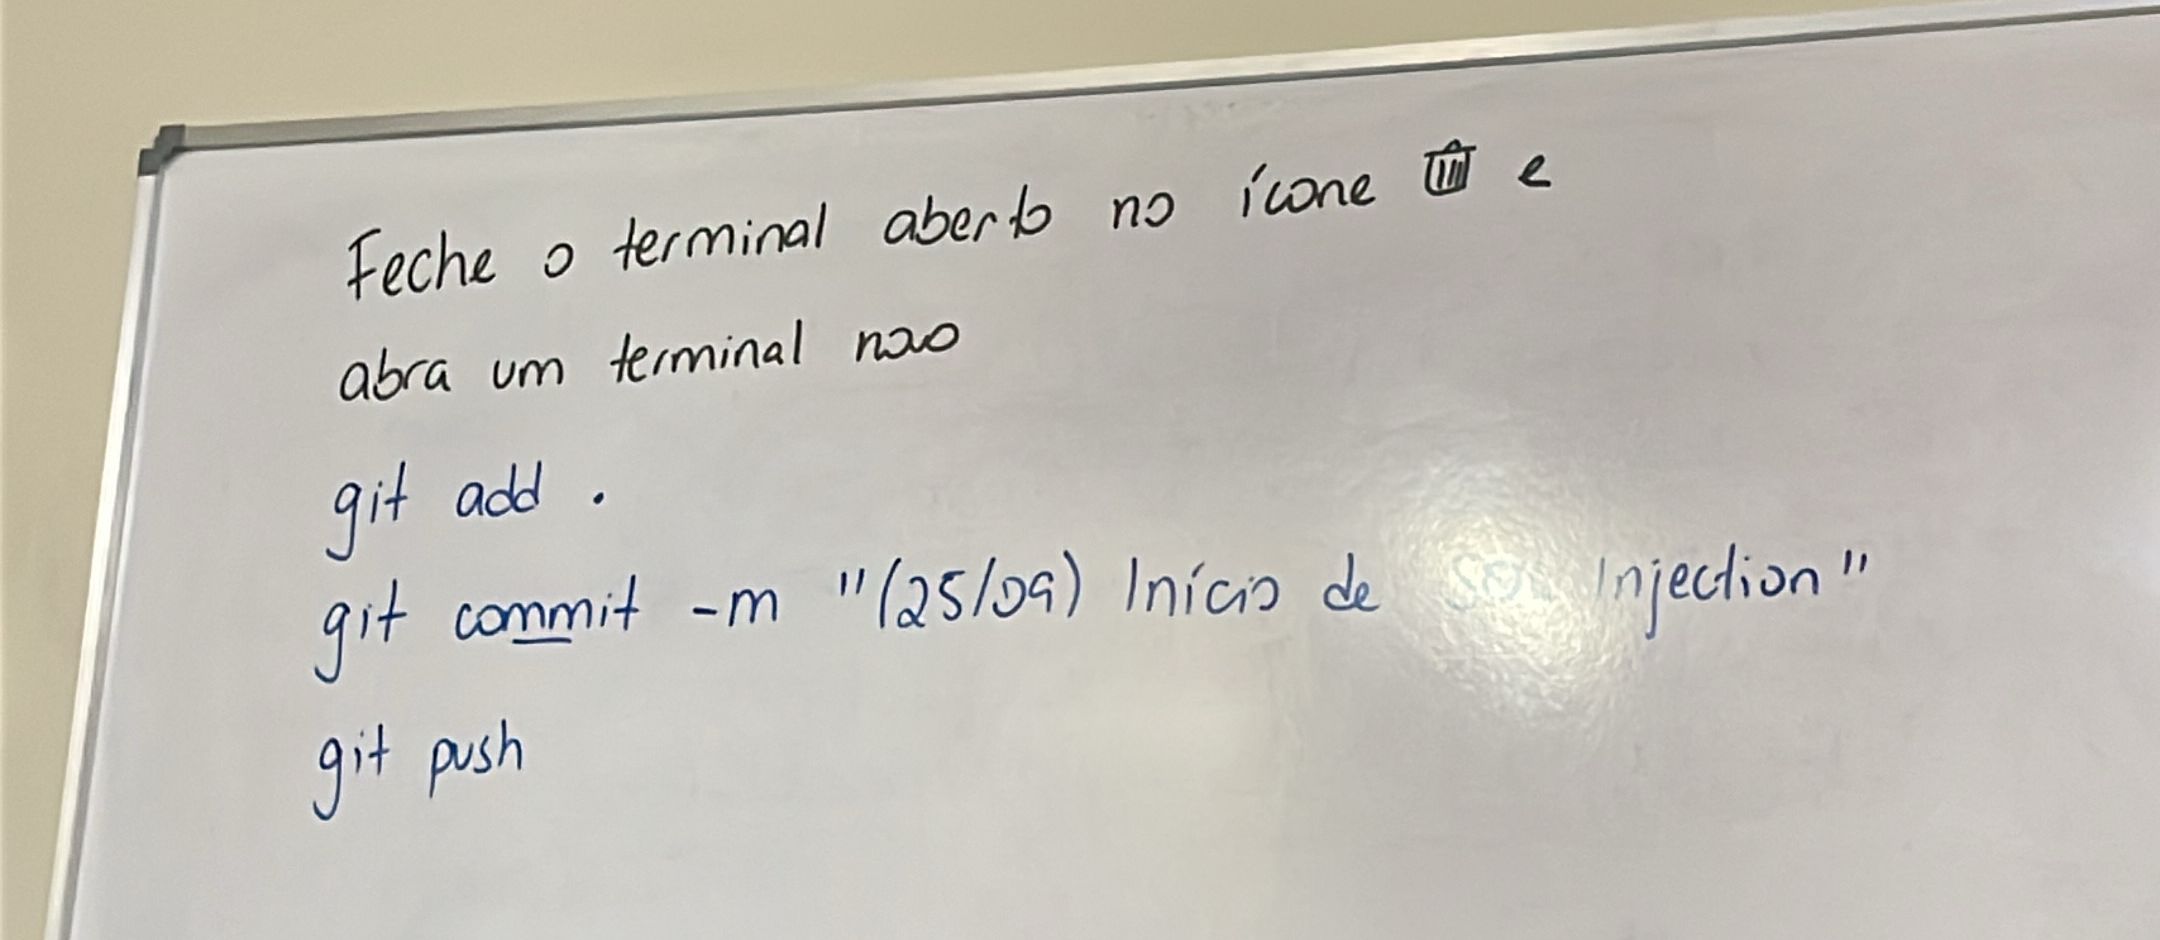 Feche o terminal aberto no ícone 🗑 e
abra um terminal novo
git add .
git commit -m "(25/09) Início de SQL Injection"
git push